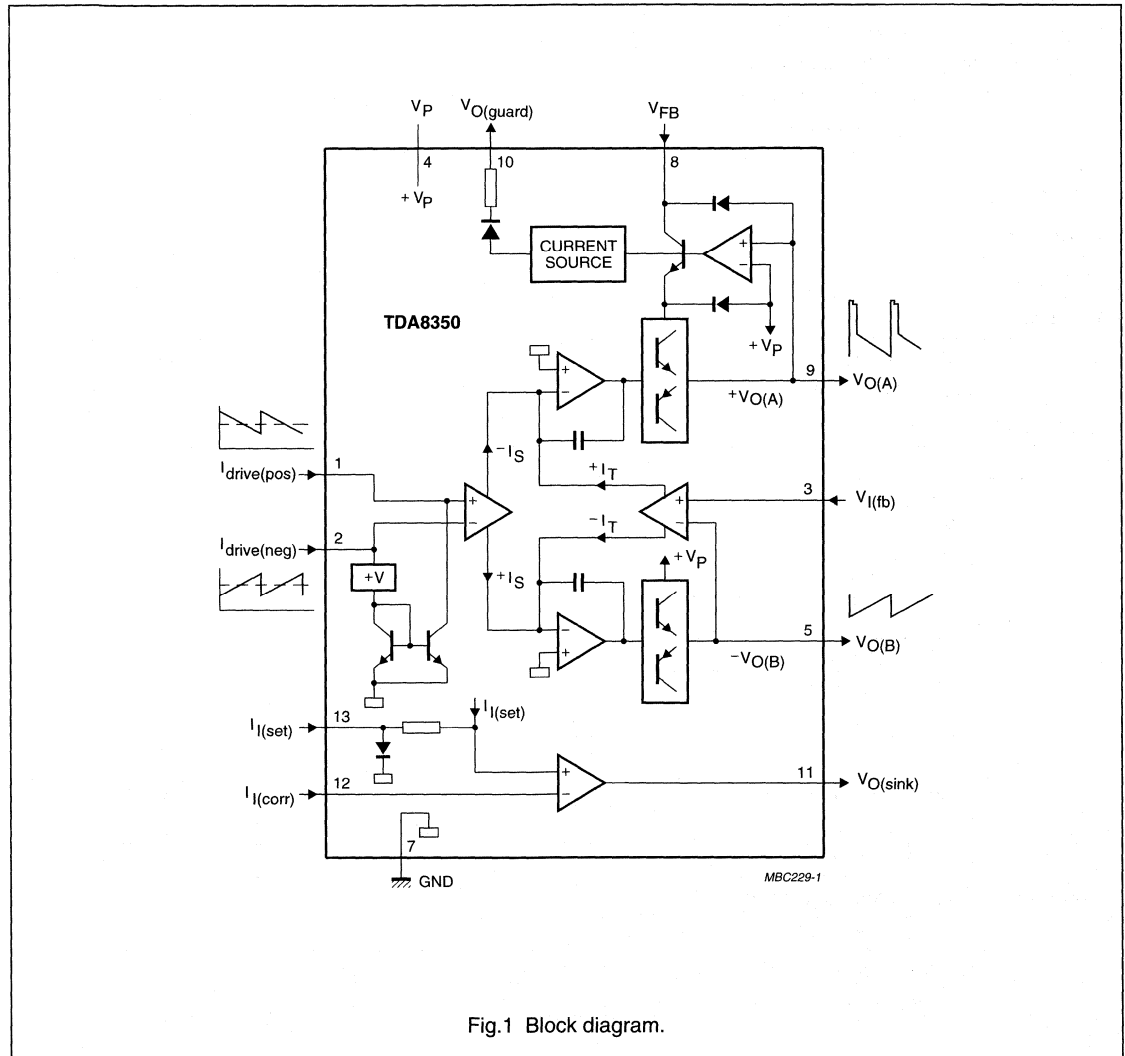 V_P
V_O(guard)
V_FB
4
10
8
+ V_P
CURRENT SOURCE
+
−
TDA8350
+ V_P
+
−
9
V_O(A)
+V_O(A)
−I_S
+I_T
I_drive(pos)
1
+
−
+
−
3
V_I(fb)
−I_T
I_drive(neg)
2
+V
+I_S
+V_P
−
+
5
V_O(B)
−V_O(B)
I_I(set)
I_I(set)
13
+
−
11
V_O(sink)
I_I(corr)
12
7
GND
MBC229-1
Fig.1 Block diagram.